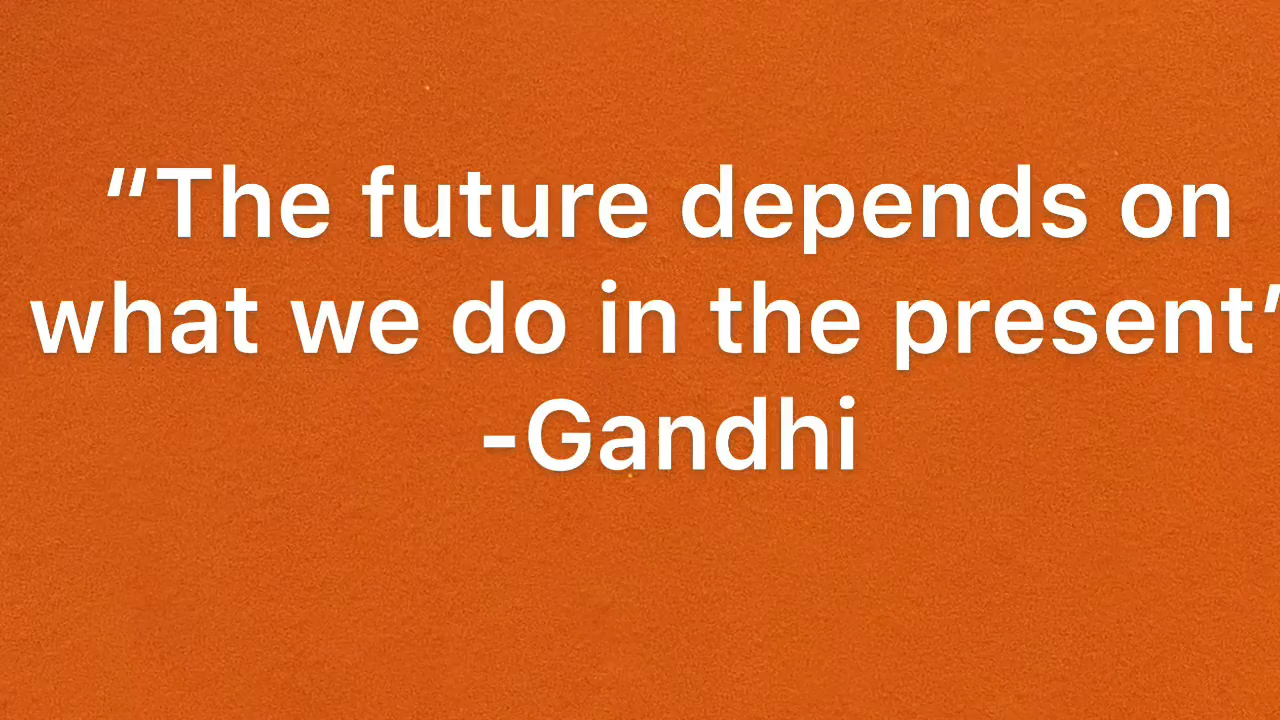 “The future depends on
what we do in the present”
-Gandhi